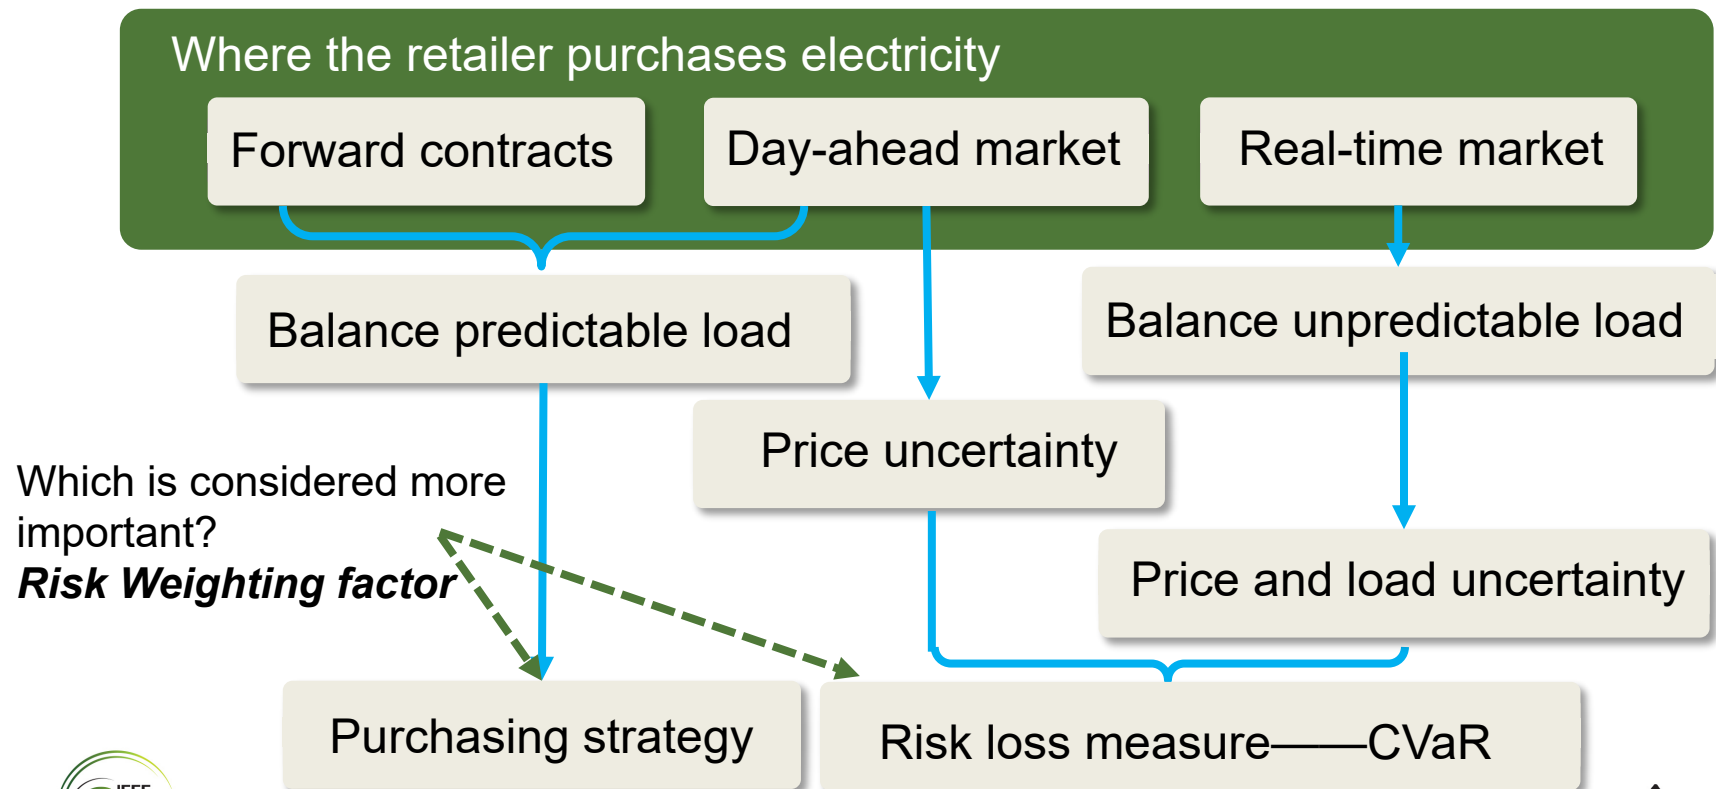 Where the retailer purchases electricity
Forward contracts
Day-ahead market
Real-time market
Balance predictable load
Balance unpredictable load
Price uncertainty
Which is considered more
important?
Risk Weighting factor
Price and load uncertainty
Purchasing strategy
Risk loss measure——CVaR
IEEE